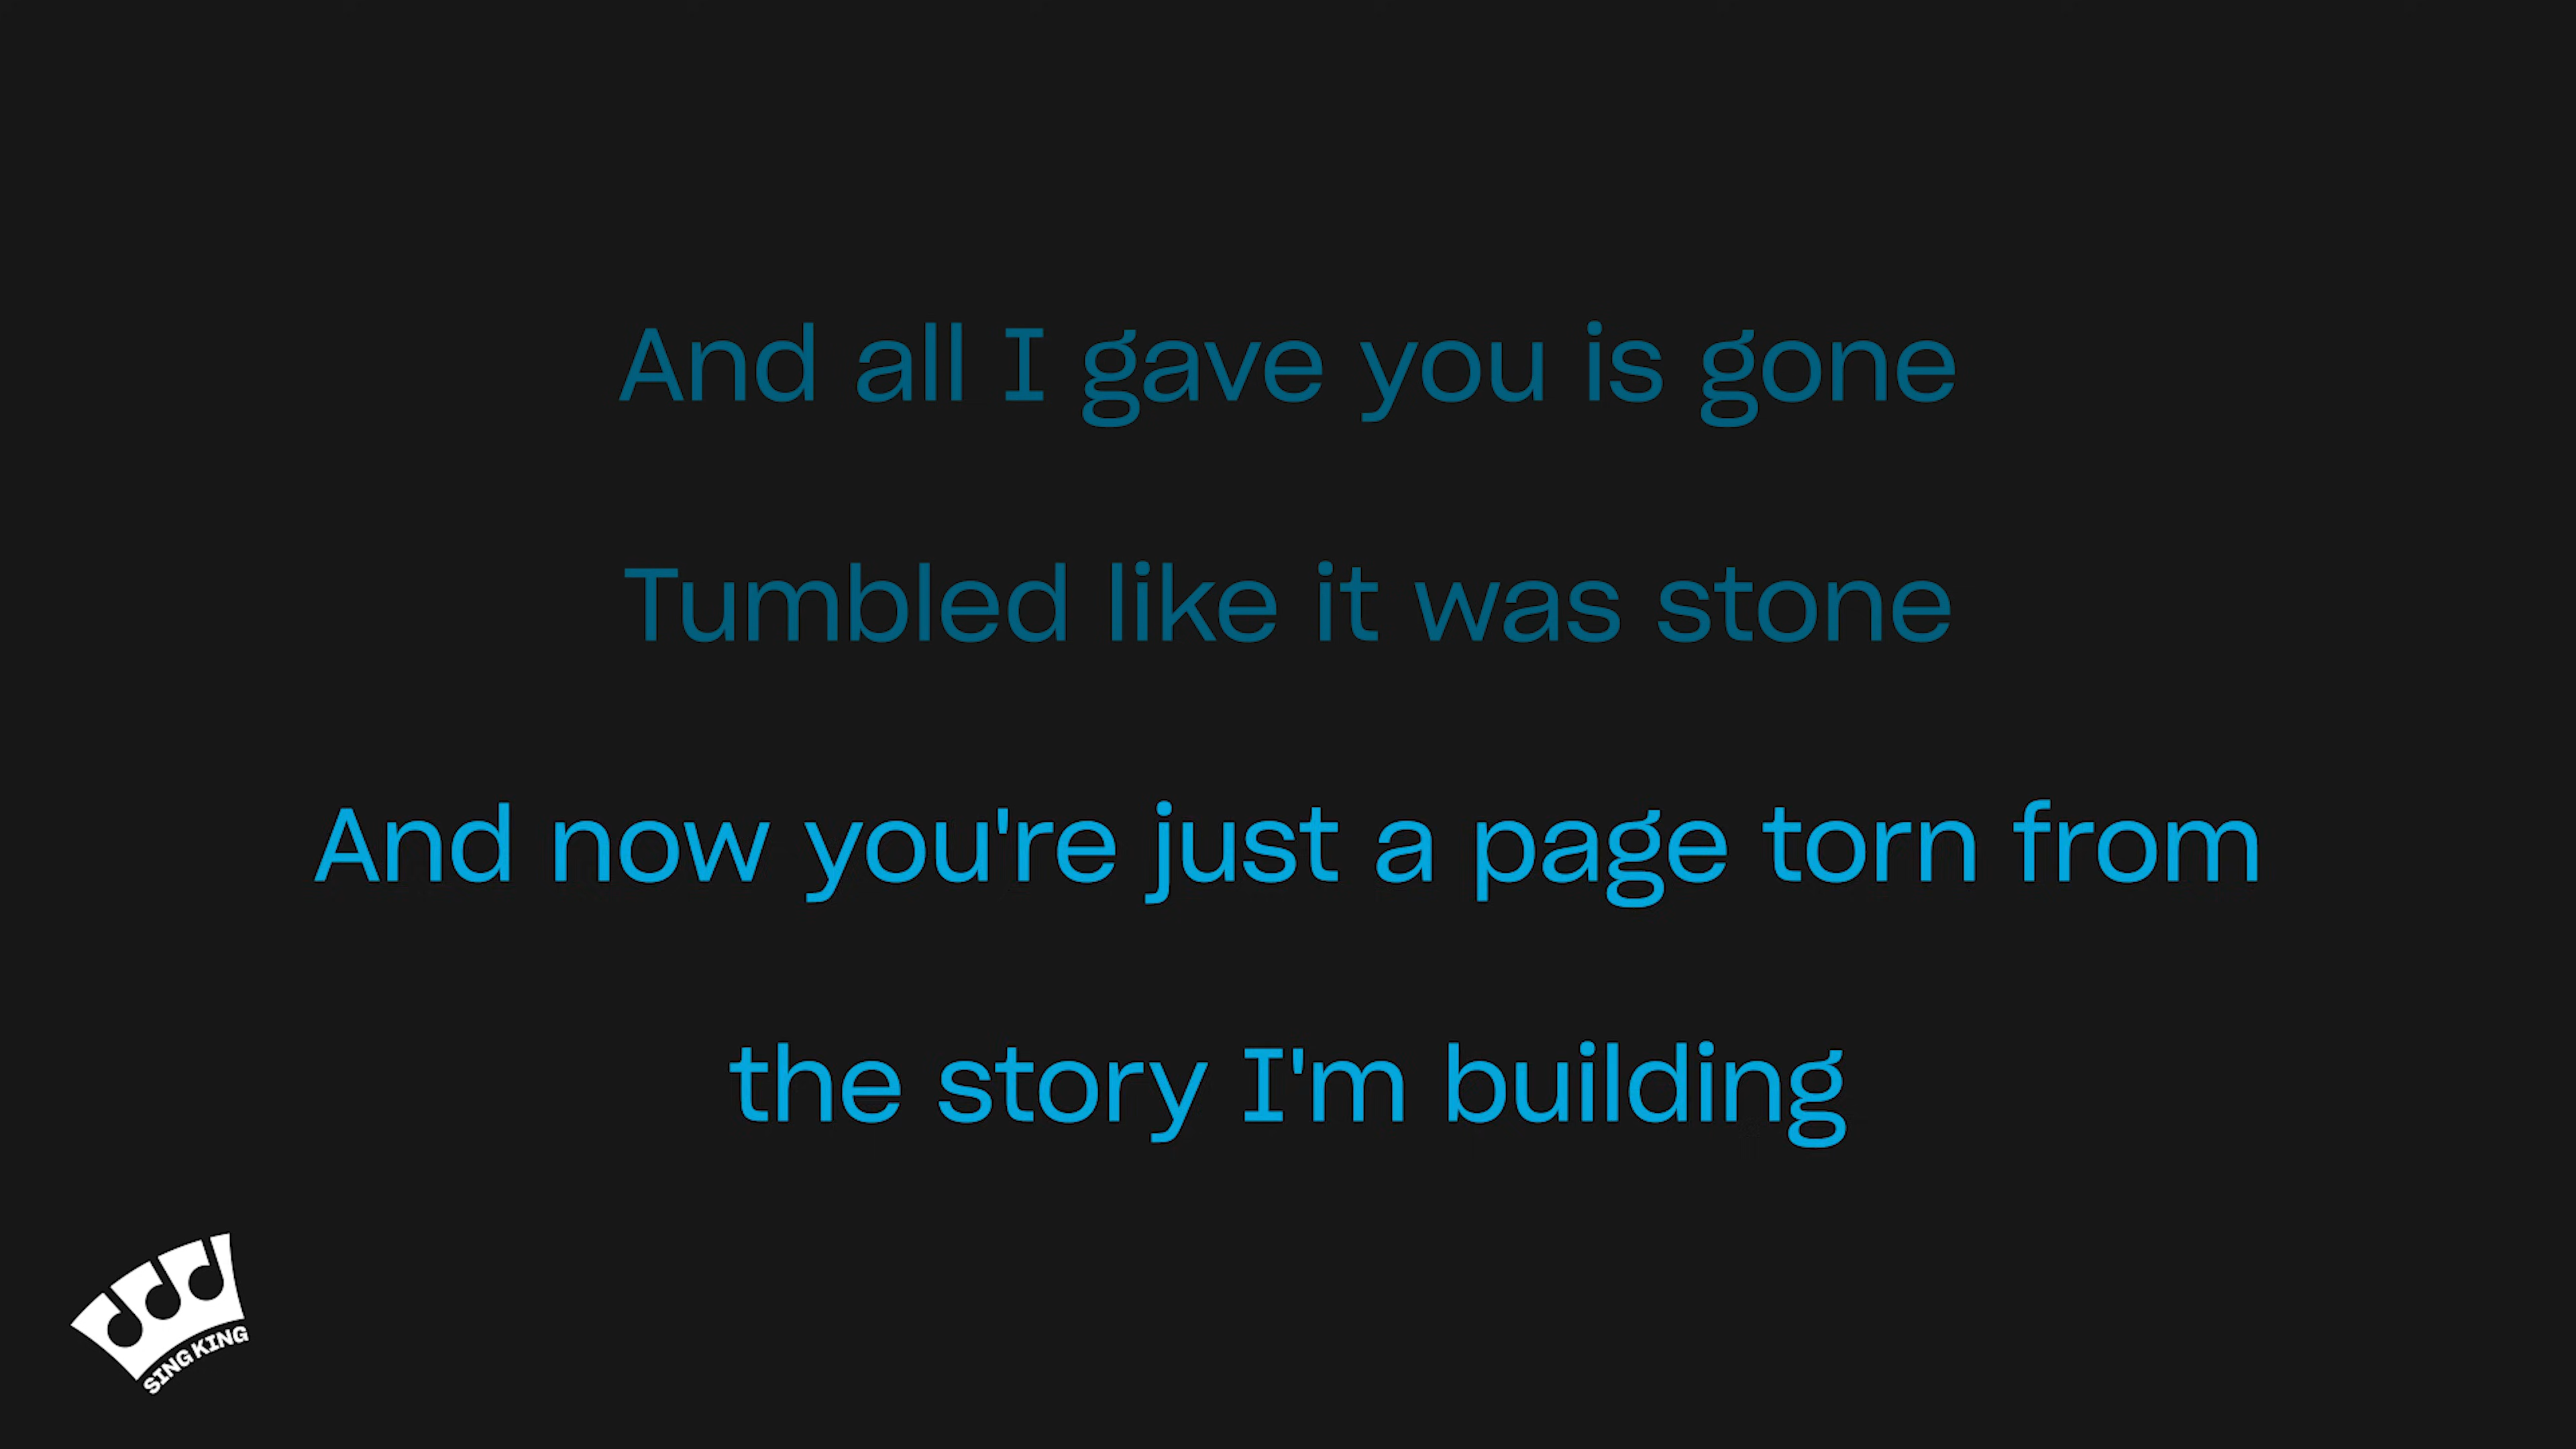 And all I gave you is gone
Tumbled like it was stone
And now you're just a page torn from
the story I'm building
SING KING